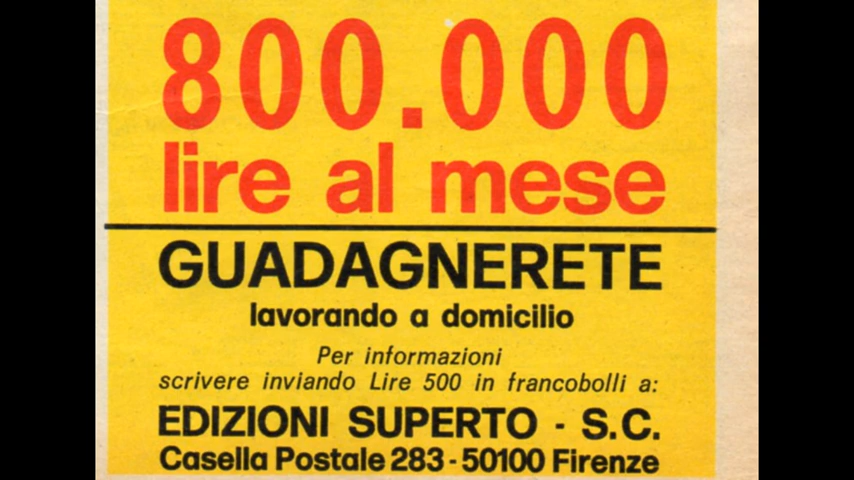 800.000
lire al mese
GUADAGNERETE
lavorando a domicilio
Per informazioni
scrivere inviando Lire 500 in francobolli a:
EDIZIONI SUPERTO - S.C.
Casella Postale 283 - 50100 Firenze